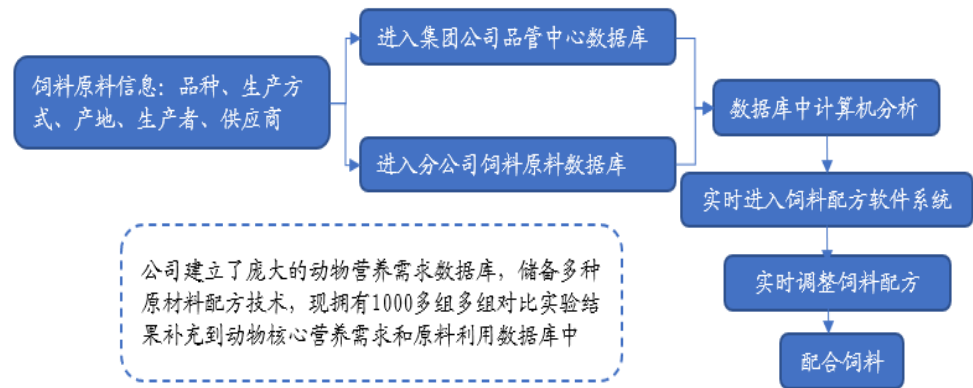 饲料原料信息：品种、生产方
式、产地、生产者、供应商
进入集团公司品管中心数据库
进入分公司饲料原料数据库
数据库中计算机分析
实时进入饲料配方软件系统
实时调整饲料配方
配合饲料
公司建立了庞大的动物营养需求数据库，储备多种
原材料配方技术，现拥有1000多组多组对比实验结
果补充到动物核心营养需求和原料利用数据库中